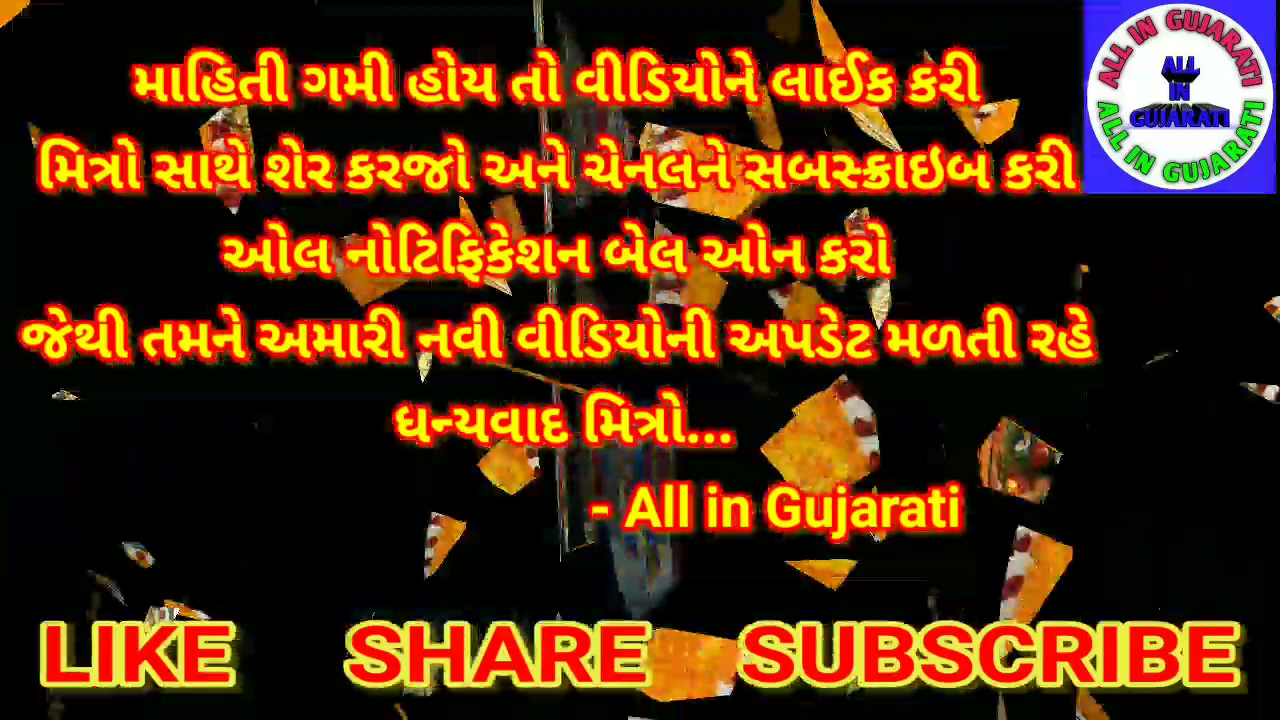 માહિતી ગમી હોય તો વીડિયોને લાઈક કરી
મિત્રો સાથે શેર કરજો અને ચેનલને સબસ્ક્રાઇબ કરી
ઓલ નોટિફિકેશન બેલ ઓન કરો
જેથી તમને અમારી નવી વીડિયોની અપડેટ મળતી રહે
ધન્યવાદ મિત્રો...
- All in Gujarati
LIKE SHARE SUBSCRIBE
ALL IN GUJARATI
ALL
IN
GUJARATI
ALL IN GUJARATI